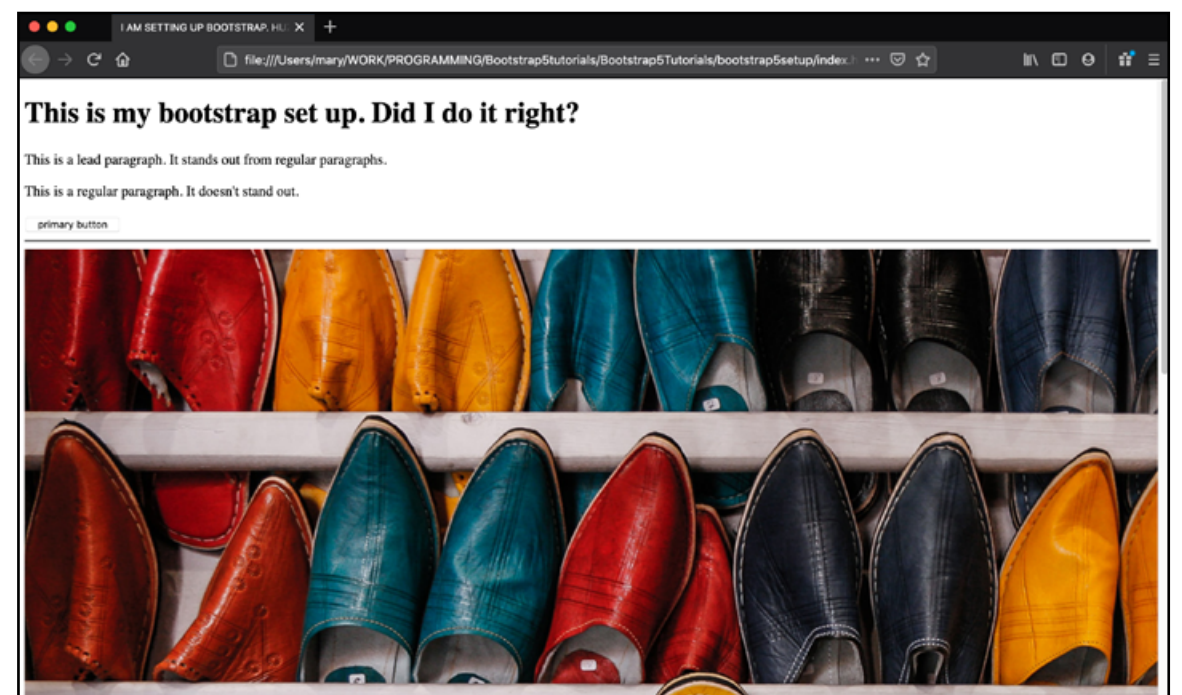 I AM SETTING UP BOOTSTRAP. HU
file:///Users/mary/WORK/PROGRAMMING/Bootstrap5tutorials/Bootstrap5Tutorials/bootstrap5setup/index.h
This is my bootstrap set up. Did I do it right?
This is a lead paragraph. It stands out from regular paragraphs.
This is a regular paragraph. It doesn't stand out.
primary button